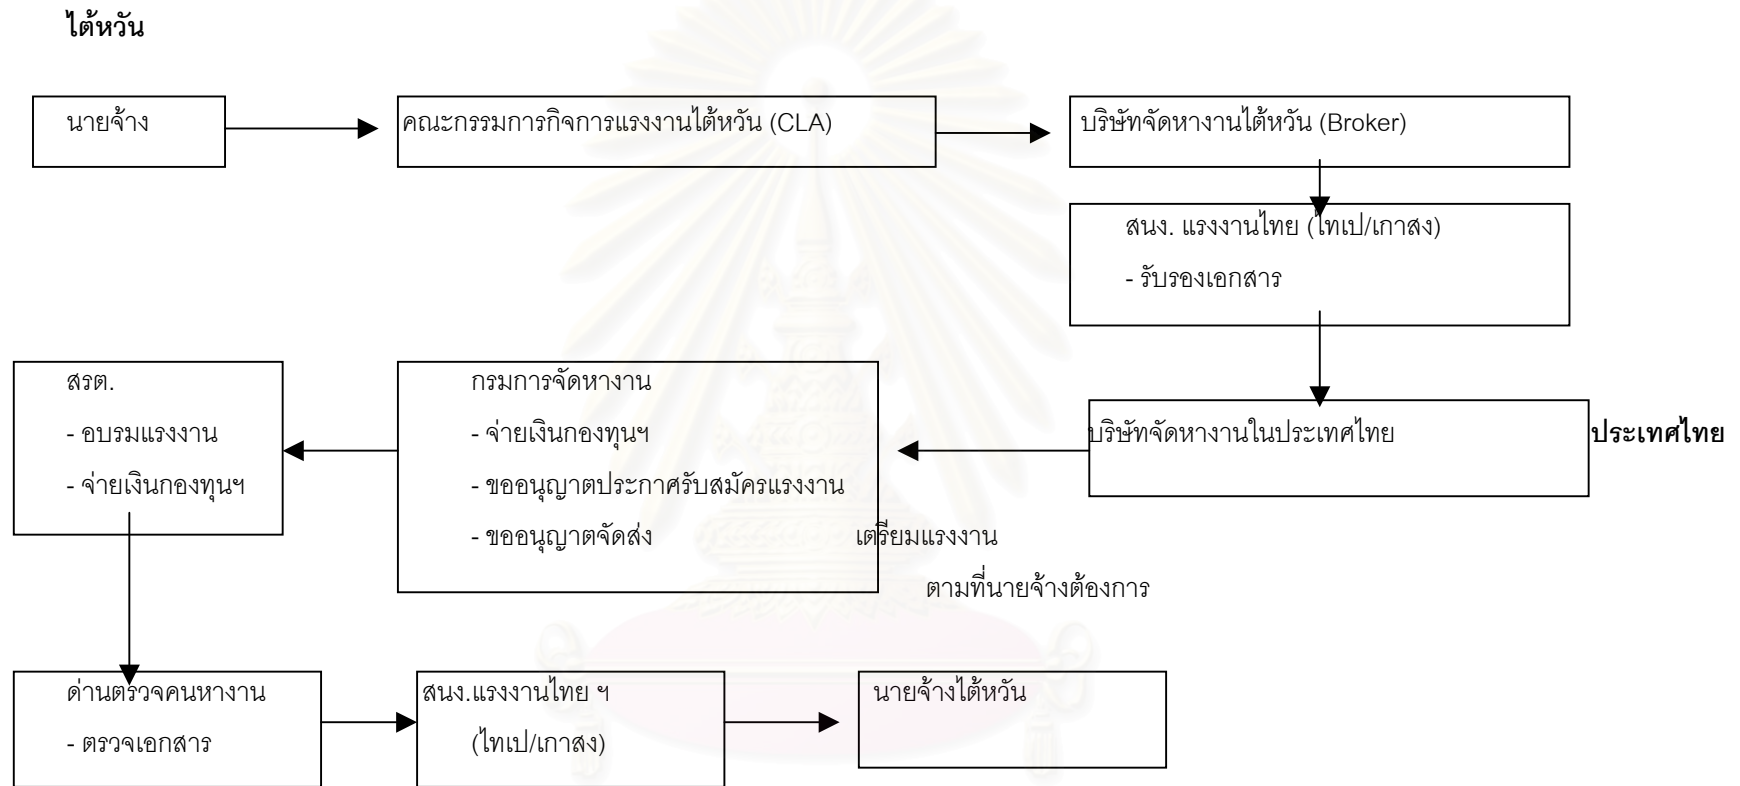 ไต้หวัน
นายจ้าง
คณะกรรมการกิจการแรงงานไต้หวัน (CLA)
บริษัทจัดหางานไต้หวัน (Broker)
สนง. แรงงานไทย (ไทเป/เกาสง)
- รับรองเอกสาร
บริษัทจัดหางานในประเทศไทย
ประเทศไทย
กรมการจัดหางาน
- จ่ายเงินกองทุนฯ
- ขออนุญาตประกาศรับสมัครแรงงาน
- ขออนุญาตจัดส่ง
เตรียมแรงงาน
ตามที่นายจ้างต้องการ
สรต.
- อบรมแรงงาน
- จ่ายเงินกองทุนฯ
ด่านตรวจคนหางาน
- ตรวจเอกสาร
สนง.แรงงานไทย ฯ
(ไทเป/เกาสง)
นายจ้างไต้หวัน